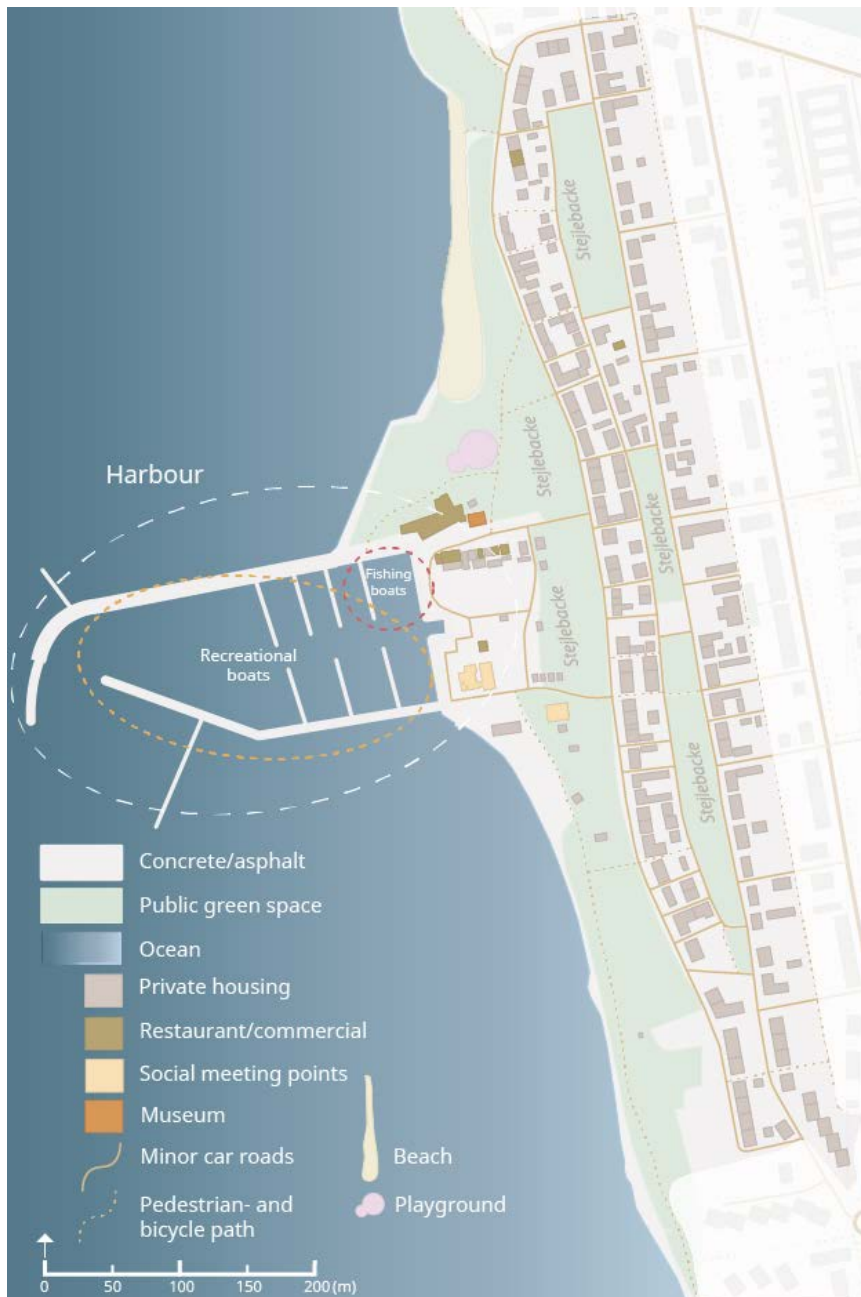 Stejlebacke
Stejlebacke
Harbour
Stejlebacke
Fishing
boats
Stejlebacke
Recreational
boats
Stejlebacke
Concrete/asphalt
Public green space
Ocean
Private housing
Restaurant/commercial
Social meeting points
Museum
Minor car roads
Beach
Pedestrian- and
bicycle path
Playground
0 50 100 150 200 (m)